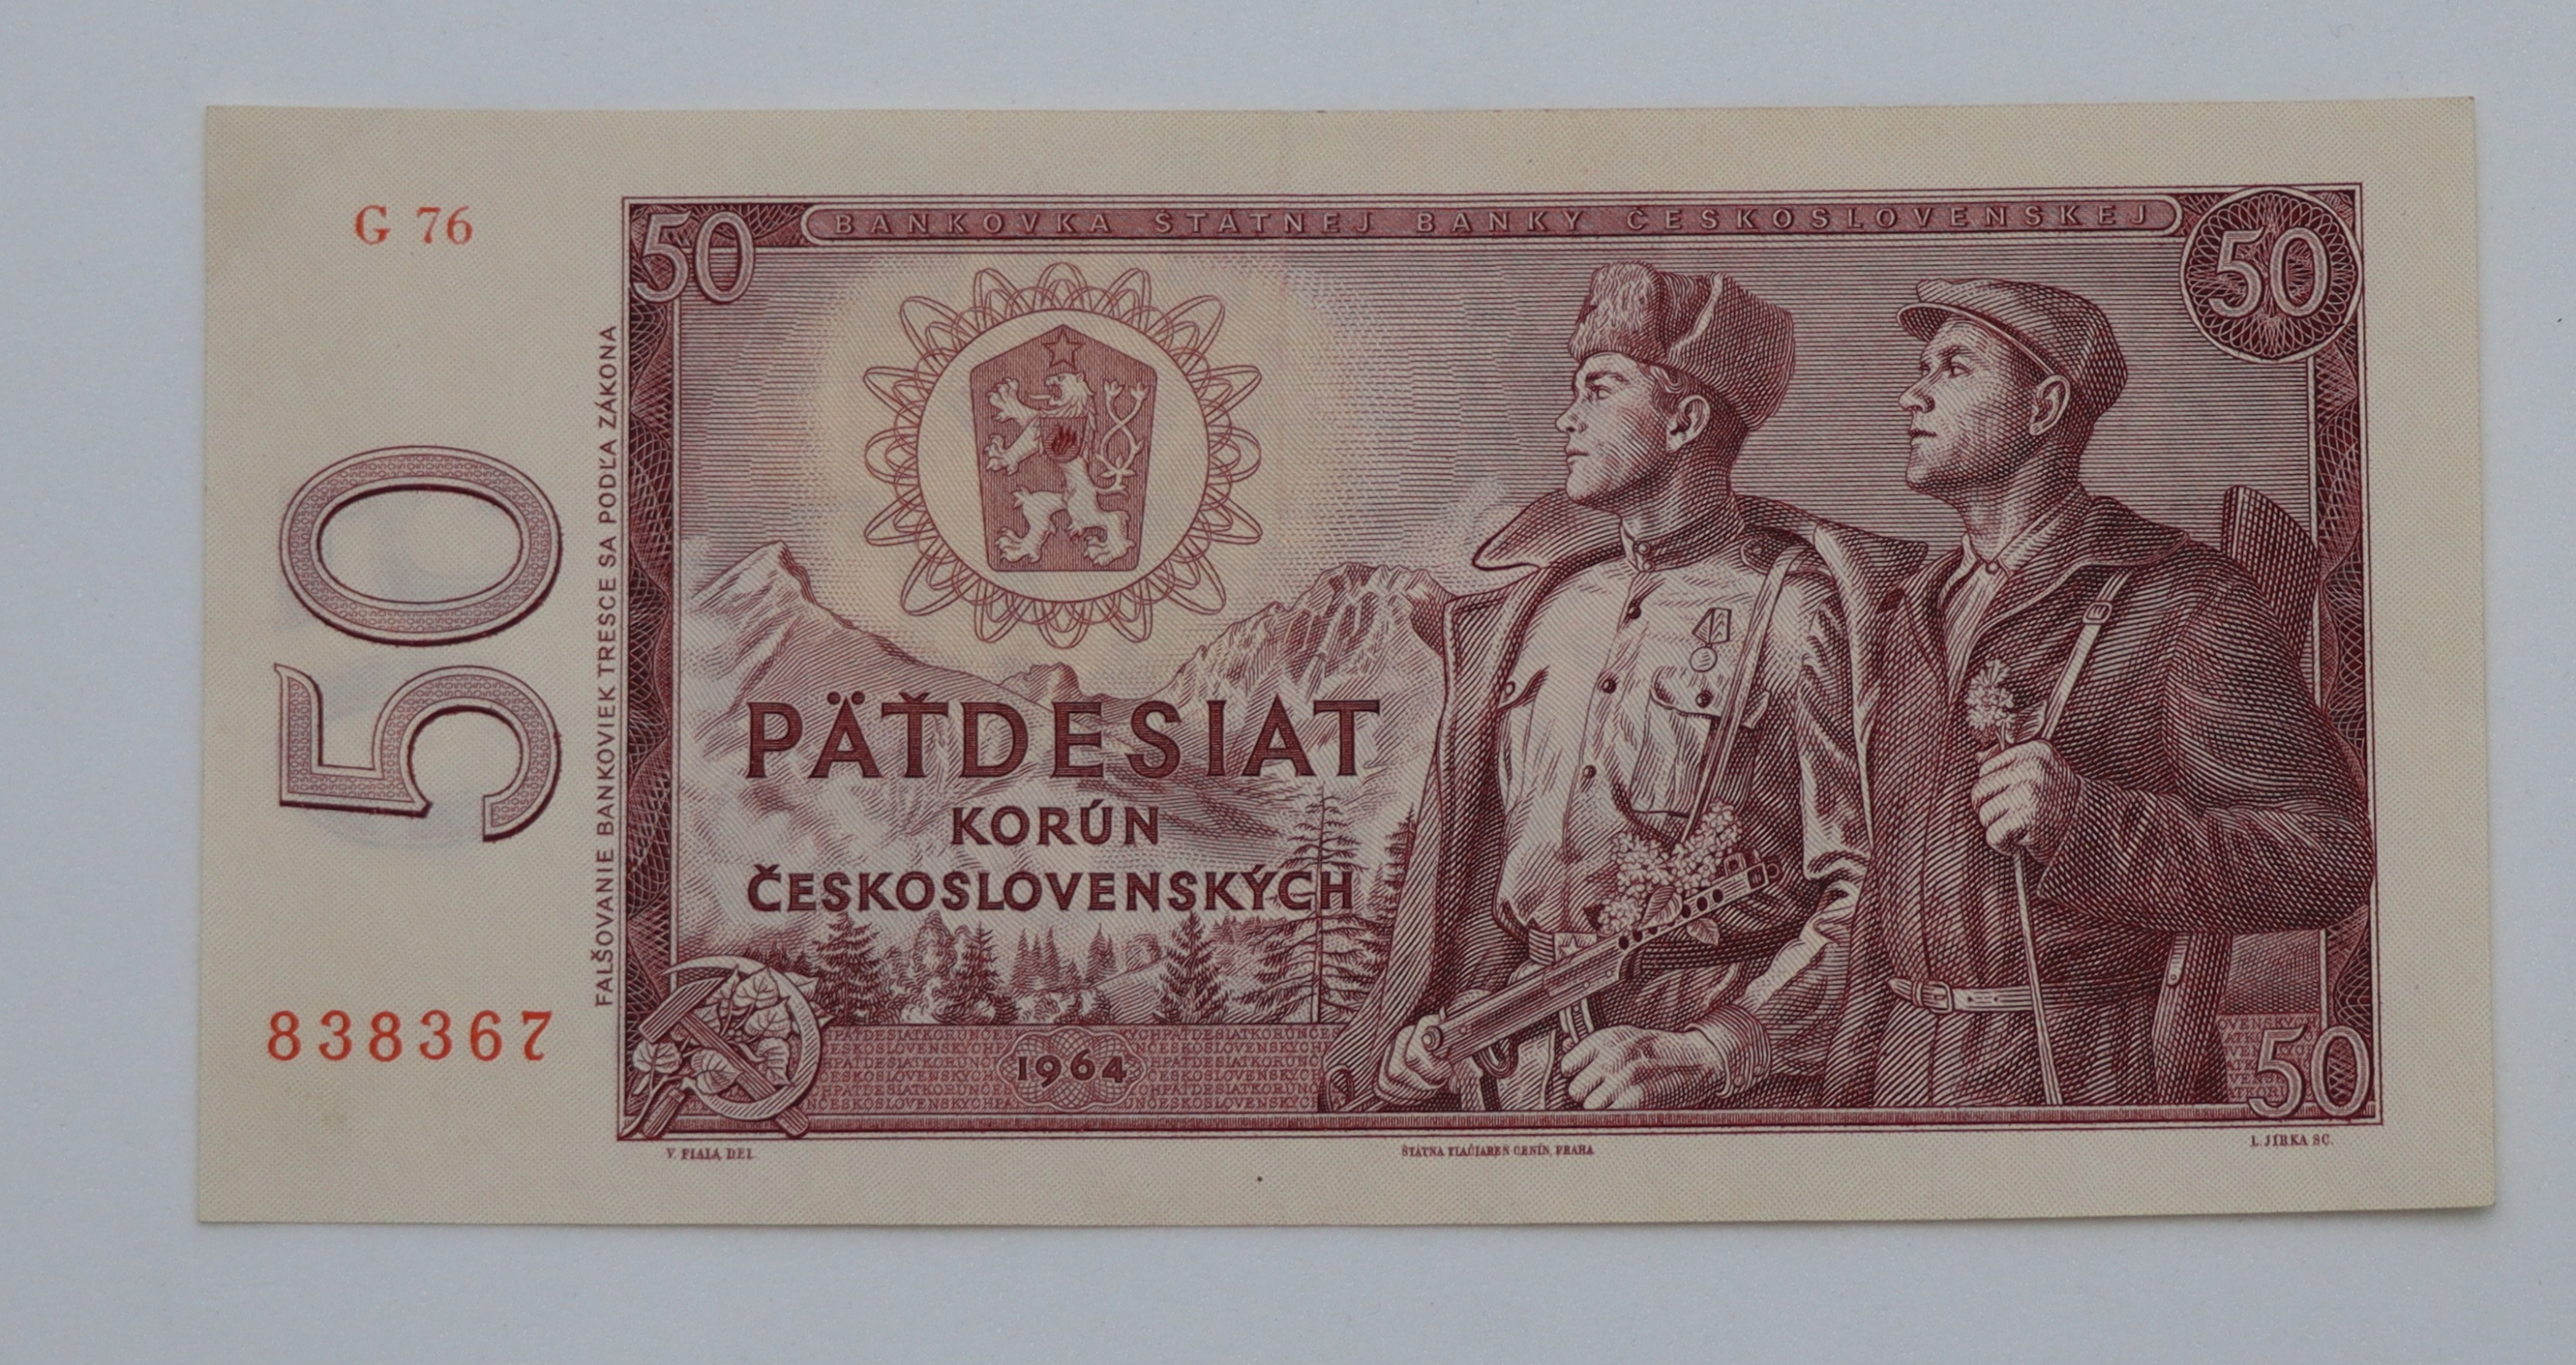 G 76
50
BANKOVKA ŠTÁTNEJ BANKY ČESKOSLOVENSKEJ
50
50
FALŠOVANIE BANKOVIEK TRESCE SA PODĽA ZÁKONA
PÄŤDESIAT
KORÚN
ČESKOSLOVENSKÝCH
838367
1964
50
V. FIALA DEL.
ŠTÁTNA TLAČIAREŇ CENÍN, PRAHA
L. JIRKA SC.